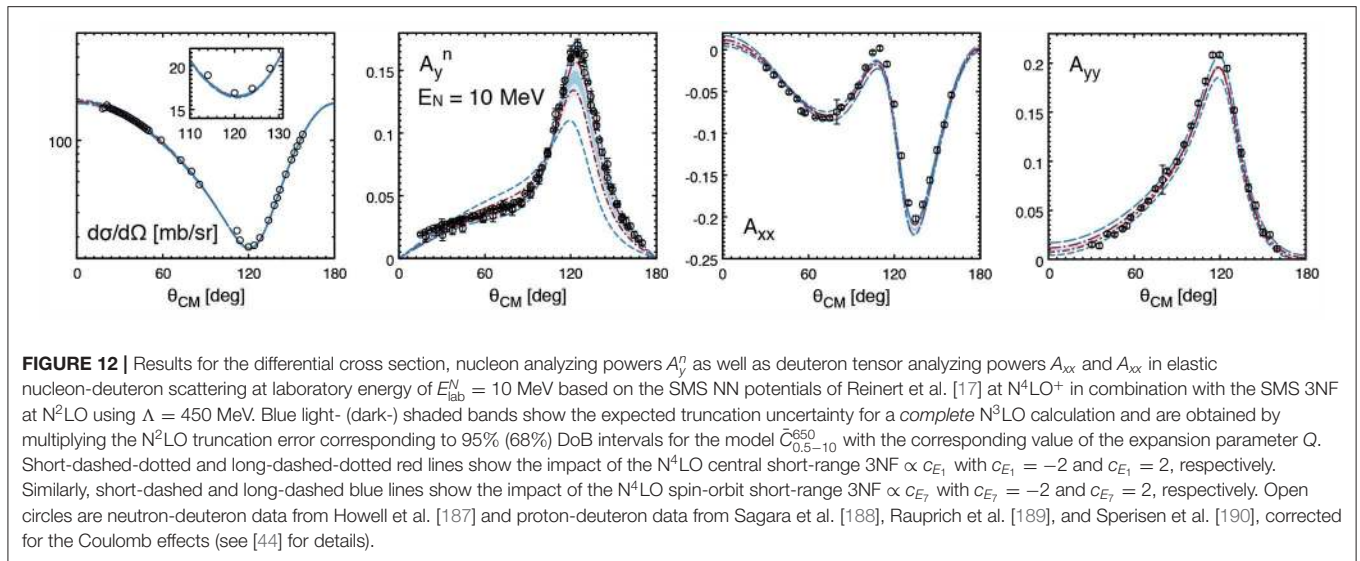 20
17
110 120 130
100
dσ/dΩ [mb/sr]
0 60 120 180
θCM [deg]
Ayⁿ
EN = 10 MeV
0.15
0.1
0.05
0
0 60 120 180
θCM [deg]
0
-0.05
-0.1
-0.15
-0.2
-0.25
Axx
0 60 120 180
θCM [deg]
Ayy
0.2
0.15
0.1
0.05
0
0 60 120 180
θCM [deg]
FIGURE 12 | Results for the differential cross section, nucleon analyzing powers Aⁿy as well as deuteron tensor analyzing powers Axx and Axx in elastic
nucleon-deuteron scattering at laboratory energy of E^N_lab = 10 MeV based on the SMS NN potentials of Reinert et al. [17] at N⁴LO⁺ in combination with the SMS 3NF
at N²LO using Λ = 450 MeV. Blue light- (dark-) shaded bands show the expected truncation uncertainty for a complete N³LO calculation and are obtained by
multiplying the N²LO truncation error corresponding to 95% (68%) DoB intervals for the model C̄^650_0.5−10 with the corresponding value of the expansion parameter Q.
Short-dashed-dotted and long-dashed-dotted red lines show the impact of the N⁴LO central short-range 3NF ∝ cE₁ with cE₁ = −2 and cE₁ = 2, respectively.
Similarly, short-dashed and long-dashed blue lines show the impact of the N⁴LO spin-orbit short-range 3NF ∝ cE₇ with cE₇ = −2 and cE₇ = 2, respectively. Open
circles are neutron-deuteron data from Howell et al. [187] and proton-deuteron data from Sagara et al. [188], Rauprich et al. [189], and Sperisen et al. [190], corrected
for the Coulomb effects (see [44] for details).